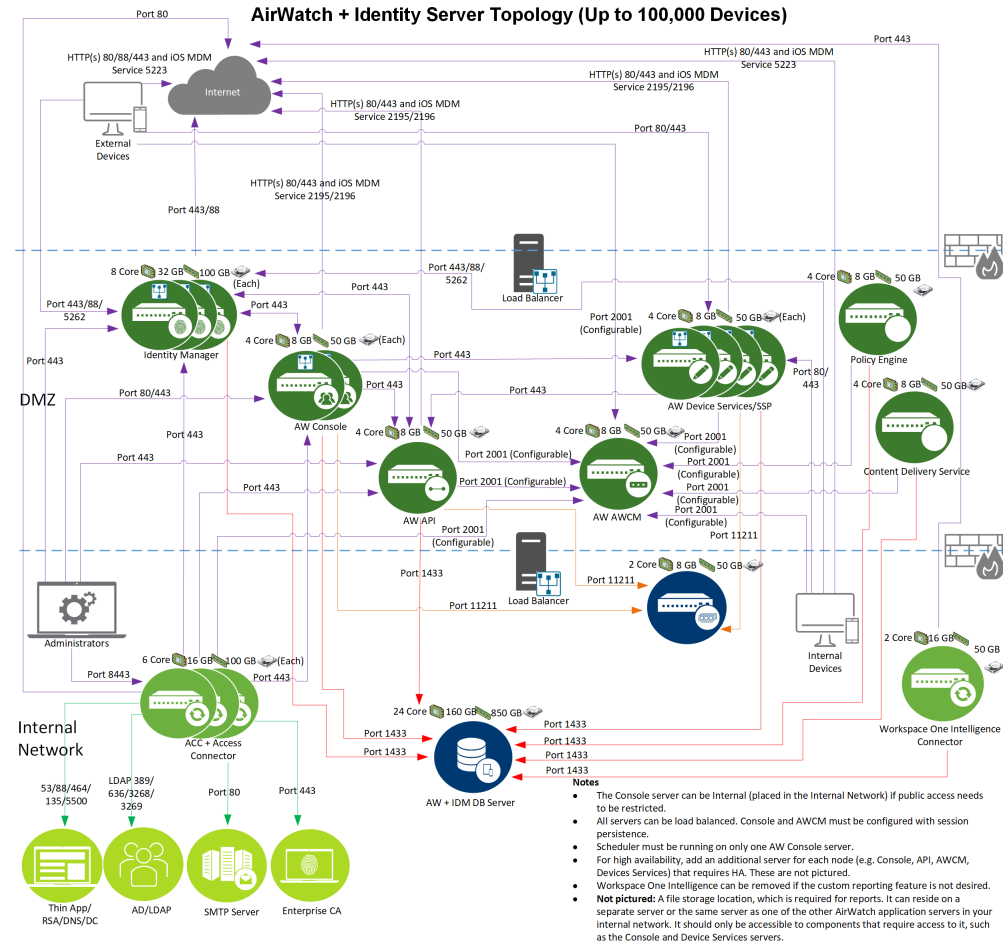 AirWatch + Identity Server Topology (Up to 100,000 Devices)
Port 80
Port 443
HTTP(s) 80/88/443 and iOS MDM
Service 5223
HTTP(s) 80/443 and iOS MDM
Service 5223
HTTP(s) 80/443 and iOS MDM
Service 2195/2196
HTTP(s) 80/443 and iOS MDM
Service 2195/2196
Internet
External
Devices
Port 80/443
HTTP(s) 80/443 and iOS MDM
Service 2195/2196
Port 443/88
8 Core 32 GB 100 GB
(Each)
Port 443/88/
5262
Load Balancer
4 Core 8 GB 50 GB
Port 443
Port 443/88/
5262
Port 443
Identity Manager
Port 2001
(Configurable)
4 Core 8 GB 50 GB (Each)
4 Core 8 GB 50 GB (Each)
Policy Engine
Port 443
Port 443
Port 80/
443
DMZ
Port 80/443
Port 443
AW Console
Port 443
AW Device Services/SSP
4 Core 8 GB 50 GB
4 Core 8 GB 50 GB
4 Core 8 GB 50 GB
Port 443
Port 2001
(Configurable)
Port 443
Port 2001 (Configurable)
Port 2001
(Configurable)
Content Delivery Service
Port 443
Port 2001 (Configurable)
Port 2001
(Configurable)
AW API
AW AWCM
Port 2001
(Configurable)
Port 2001
(Configurable)
Port 11211
Port 1433
2 Core 8 GB 50 GB
Port 11211
Load Balancer
Port 11211
Administrators
Internal
Devices
2 Core 16 GB
50 GB
6 Core 16 GB 100 GB (Each)
Port 8443
Port 443
24 Core 160 GB 850 GB
Internal
Network
ACC + Access
Connector
Port 1433
Port 1433
Port 1433
Port 1433
Port 1433
Port 1433
Workspace One Intelligence
Connector
AW + IDM DB Server
53/88/464/
135/5500
LDAP 389/
636/3268/
3269
Port 80
Port 443
Thin App/
RSA/DNS/DC
AD/LDAP
SMTP Server
Enterprise CA
Notes
• The Console server can be Internal (placed in the Internal Network) if public access needs
to be restricted.
• All servers can be load balanced. Console and AWCM must be configured with session
persistence.
• Scheduler must be running on only one AW Console server.
• For high availability, add an additional server for each node (e.g. Console, API, AWCM,
Devices Services) that requires HA. These are not pictured.
• Workspace One Intelligence can be removed if the custom reporting feature is not desired.
• Not pictured: A file storage location, which is required for reports. It can reside on a
separate server or the same server as one of the other AirWatch application servers in your
internal network. It should only be accessible to components that require access to it, such
as the Console and Device Services servers.